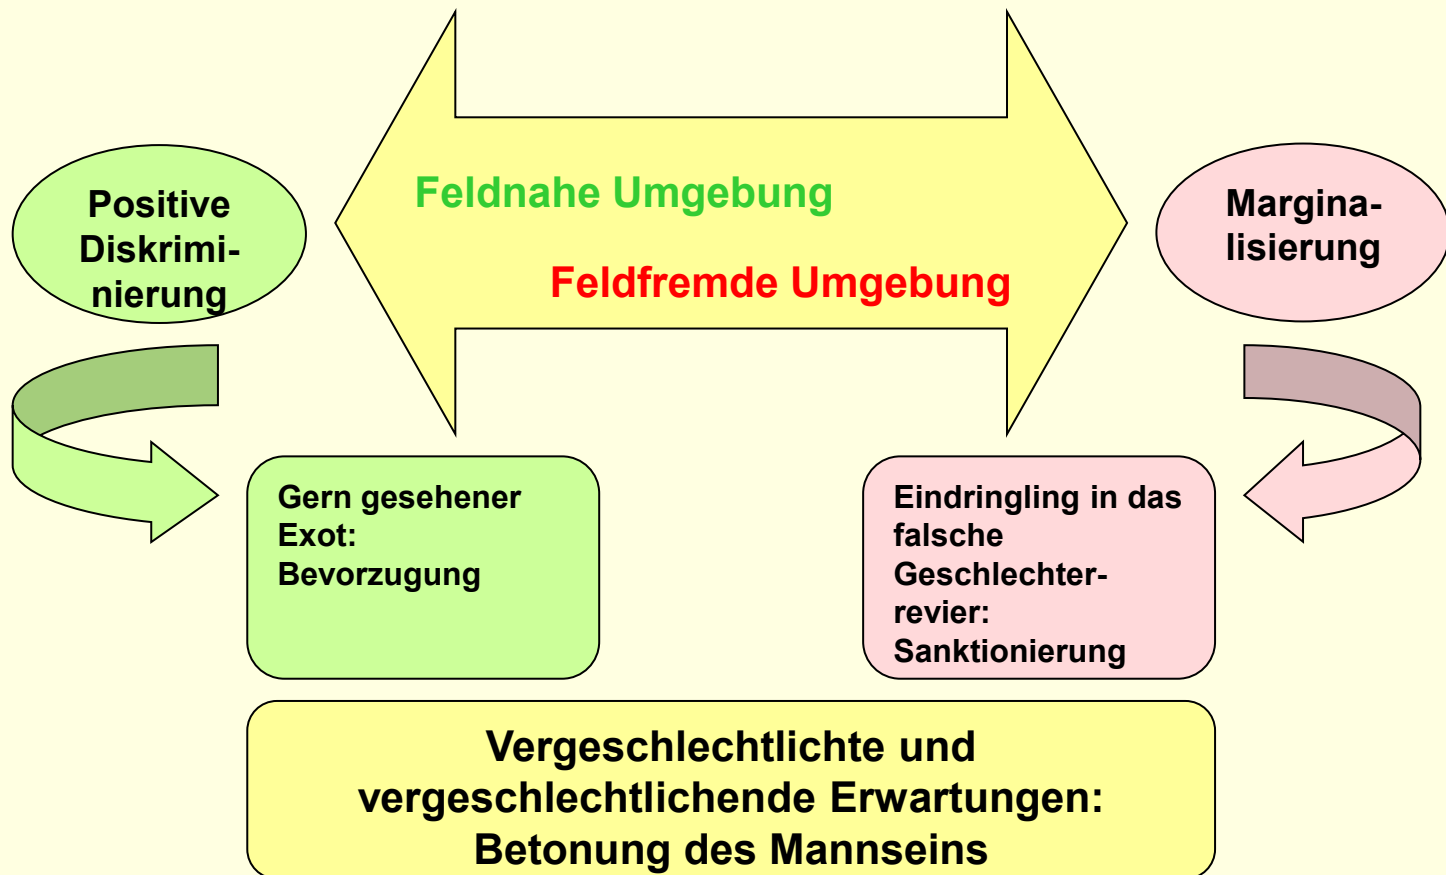 Feldnahe Umgebung
Feldfremde Umgebung
Positive
Diskrimi-
nierung
Margina-
lisierung
Gern gesehener
Exot:
Bevorzugung
Eindringling in das
falsche
Geschlechter-
revier:
Sanktionierung
Vergeschlechtlichte und
vergeschlechtlichende Erwartungen:
Betonung des Mannseins